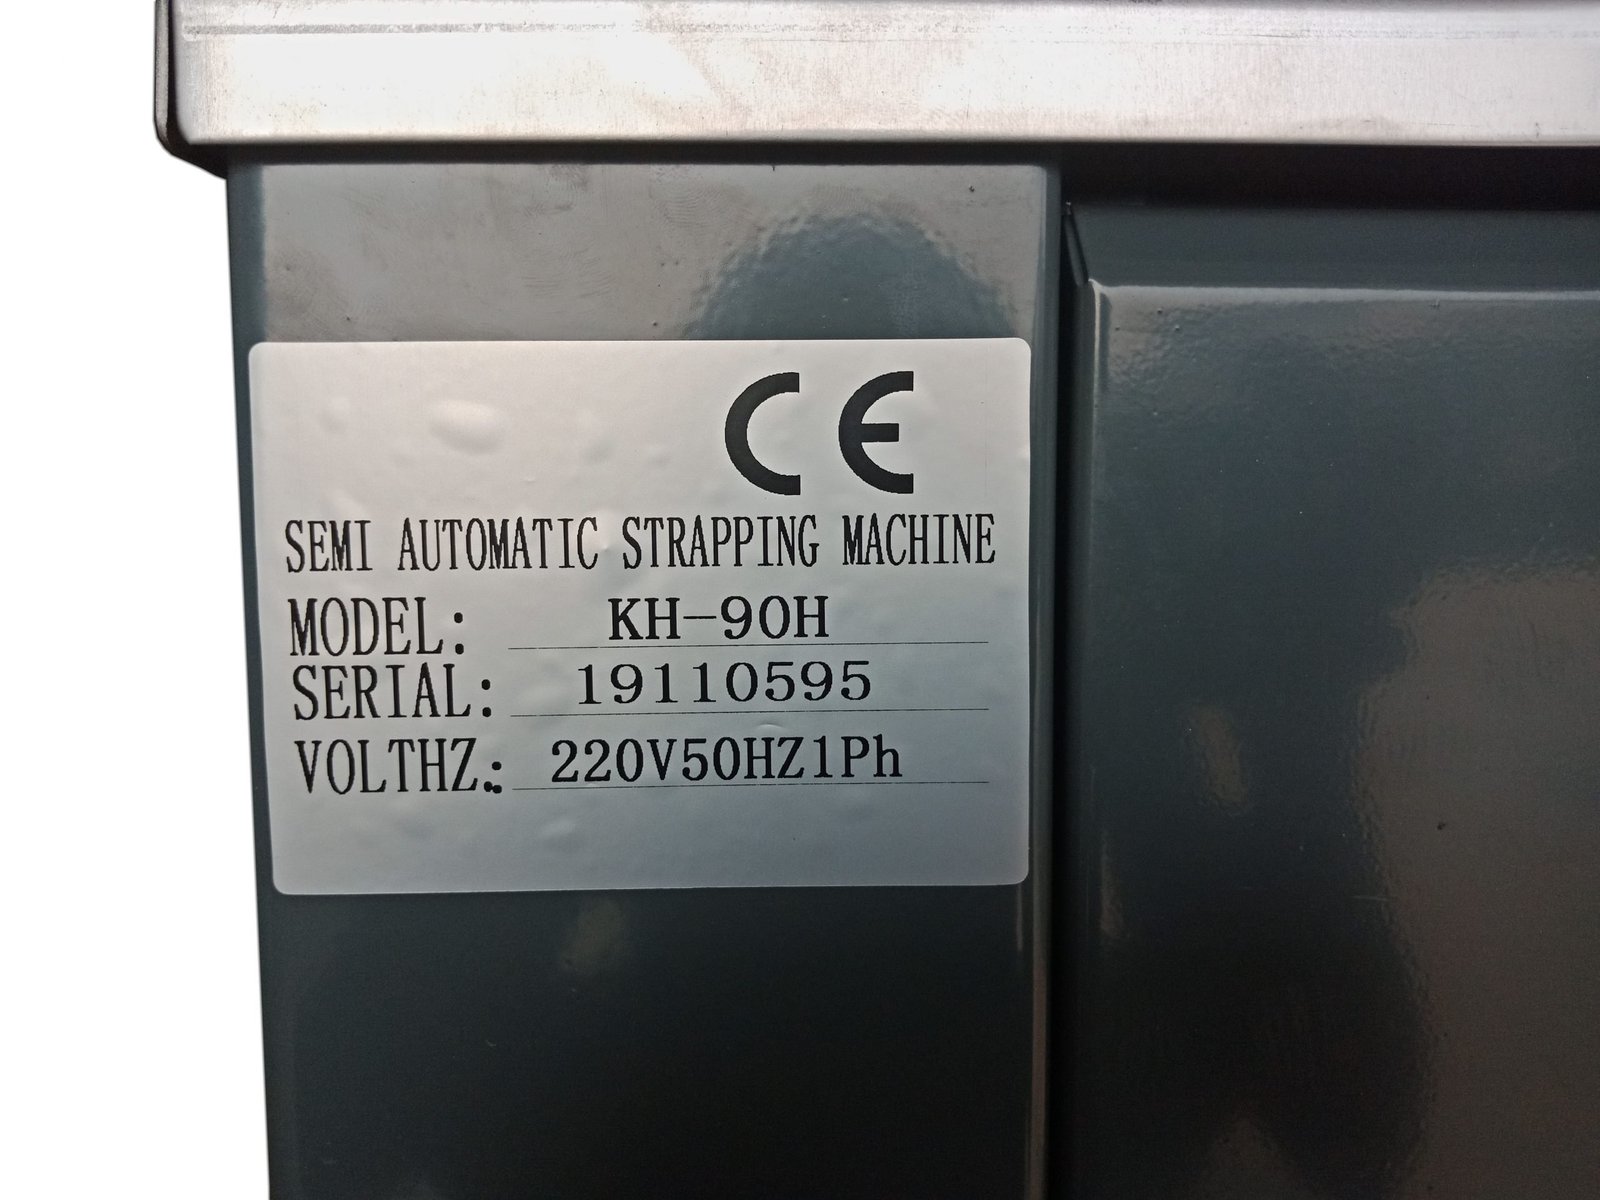 CE
SEMI AUTOMATIC STRAPPING MACHINE
MODEL: KH-90H
SERIAL: 19110595
VOLTHZ.: 220V50HZ1Ph